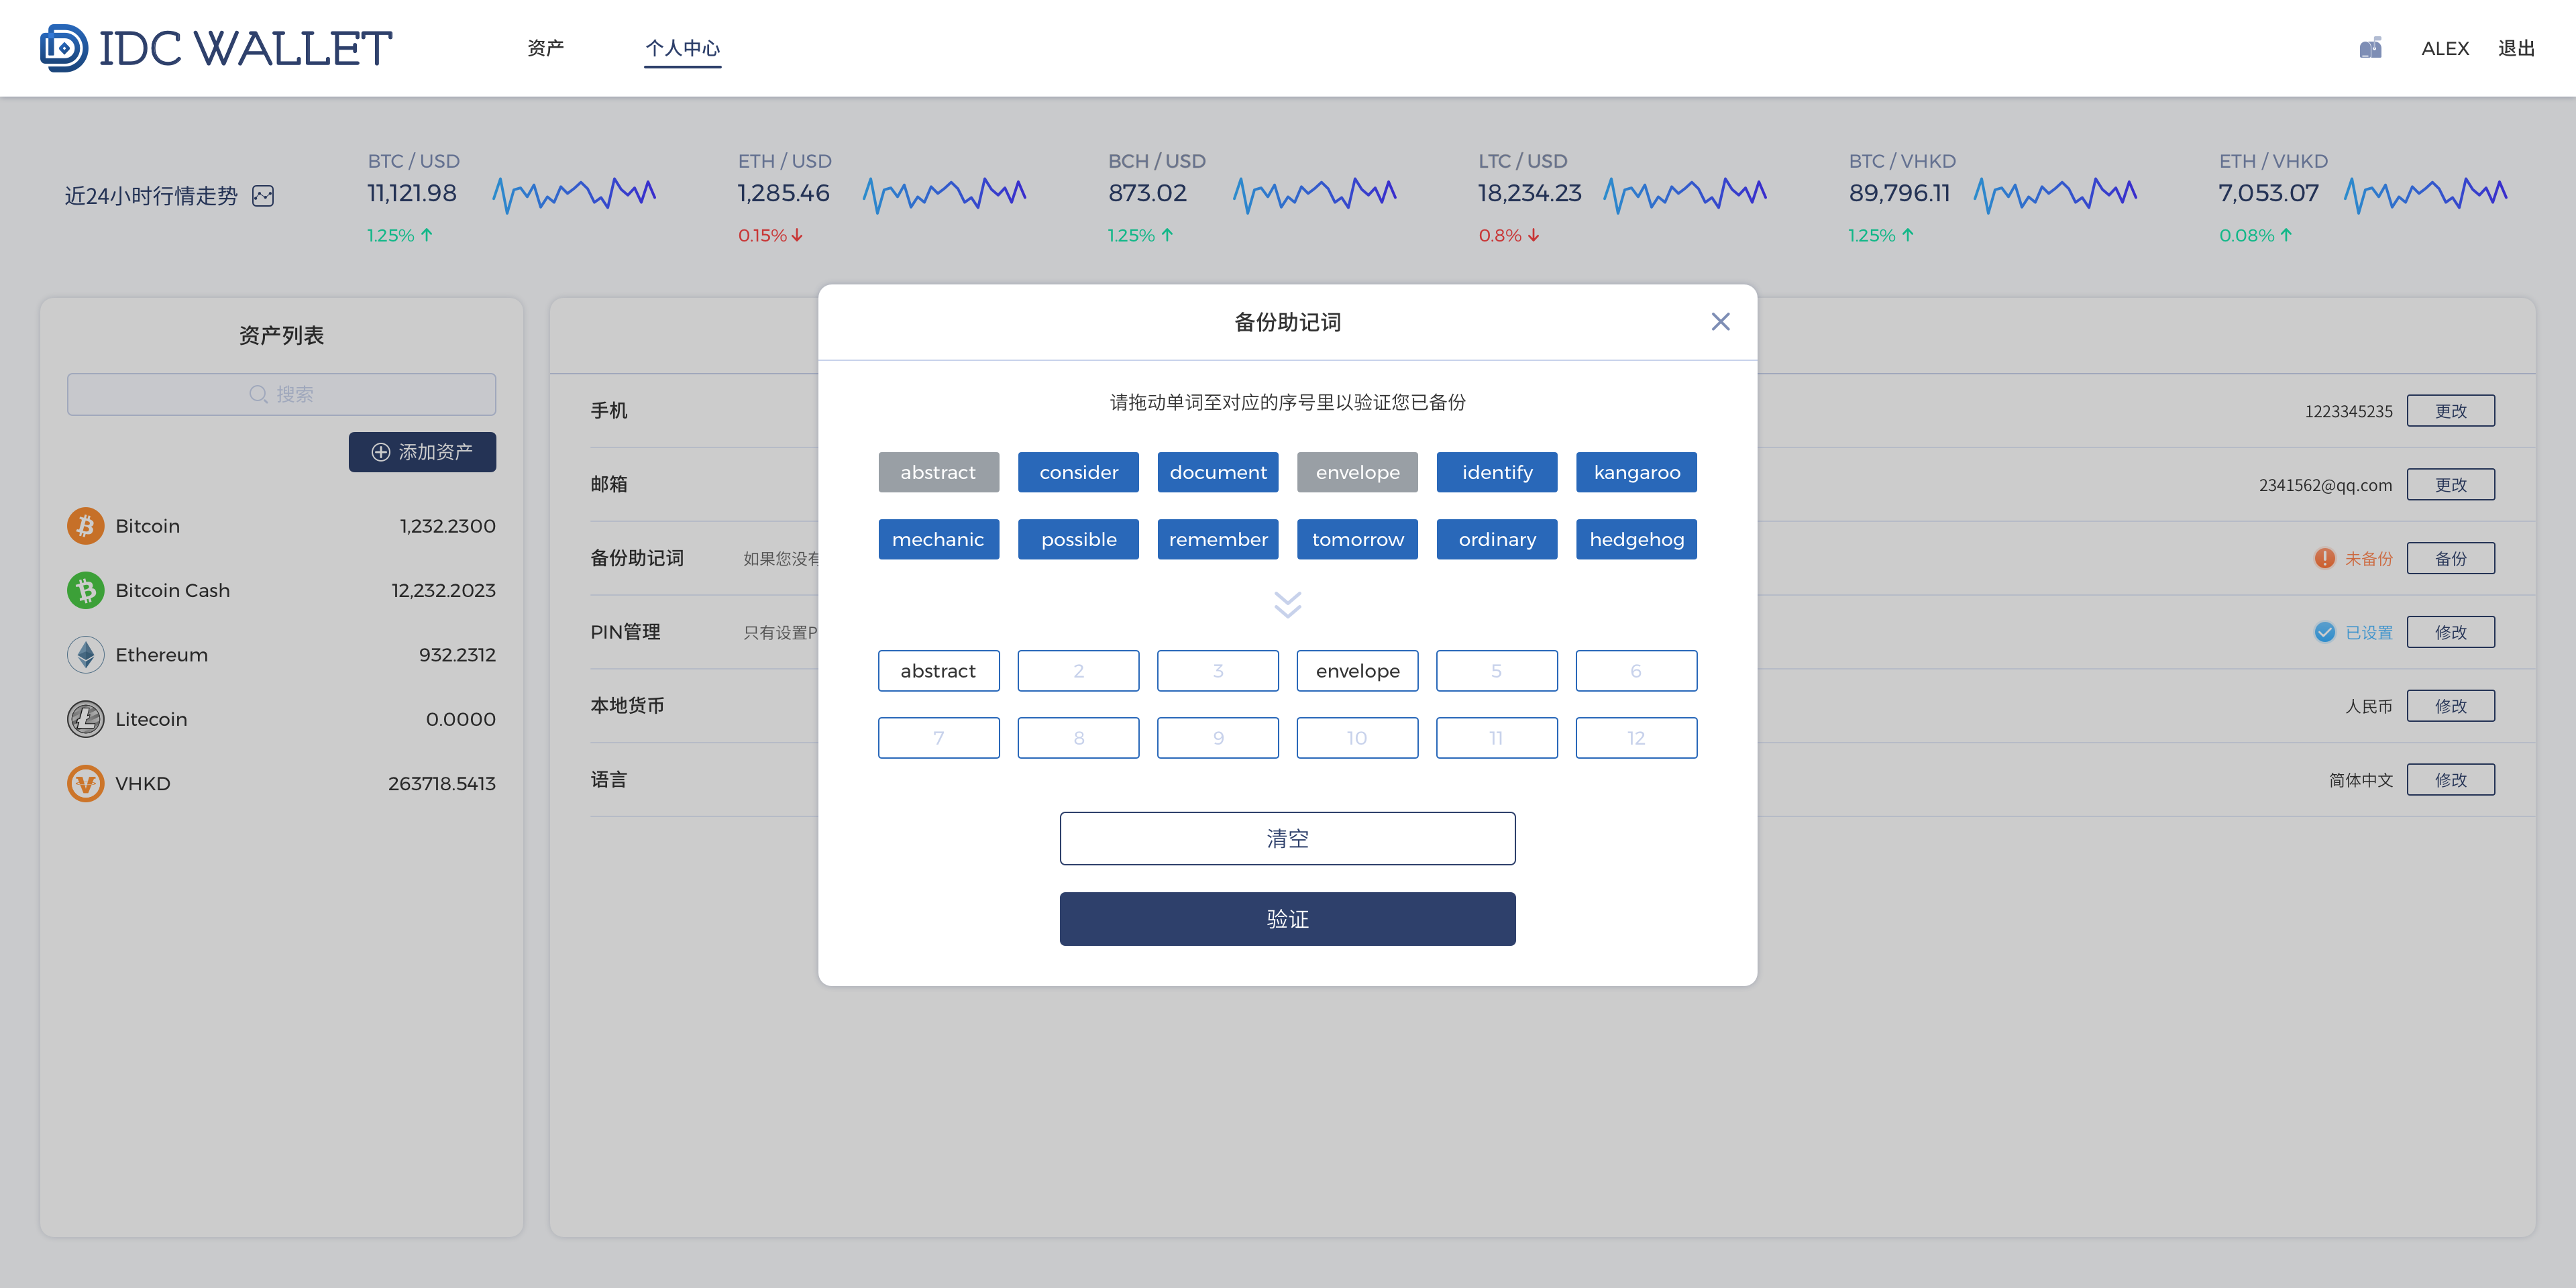 IDC WALLET
资产
个人中心
ALEX
退出
近24小时行情走势
BTC / USD
11,121.98
1.25%
ETH / USD
1,285.46
0.15%
BCH / USD
873.02
1.25%
LTC / USD
18,234.23
0.8%
BTC / VHKD
89,796.11
1.25%
ETH / VHKD
7,053.07
0.08%
资产列表
搜索
添加资产
Bitcoin 1,232.2300
Bitcoin Cash 12,232.2023
Ethereum 932.2312
Litecoin 0.0000
VHKD 263718.5413
手机
1223345235 更改
邮箱
2341562@qq.com 更改
备份助记词 如果您没有
未备份 备份
PIN管理 只有设置P
已设置 修改
本地货币
人民币 修改
语言
简体中文 修改
备份助记词
请拖动单词至对应的序号里以验证您已备份
abstract consider document envelope identify kangaroo
mechanic possible remember tomorrow ordinary hedgehog
abstract 2 3 envelope 5 6
7 8 9 10 11 12
清空
验证